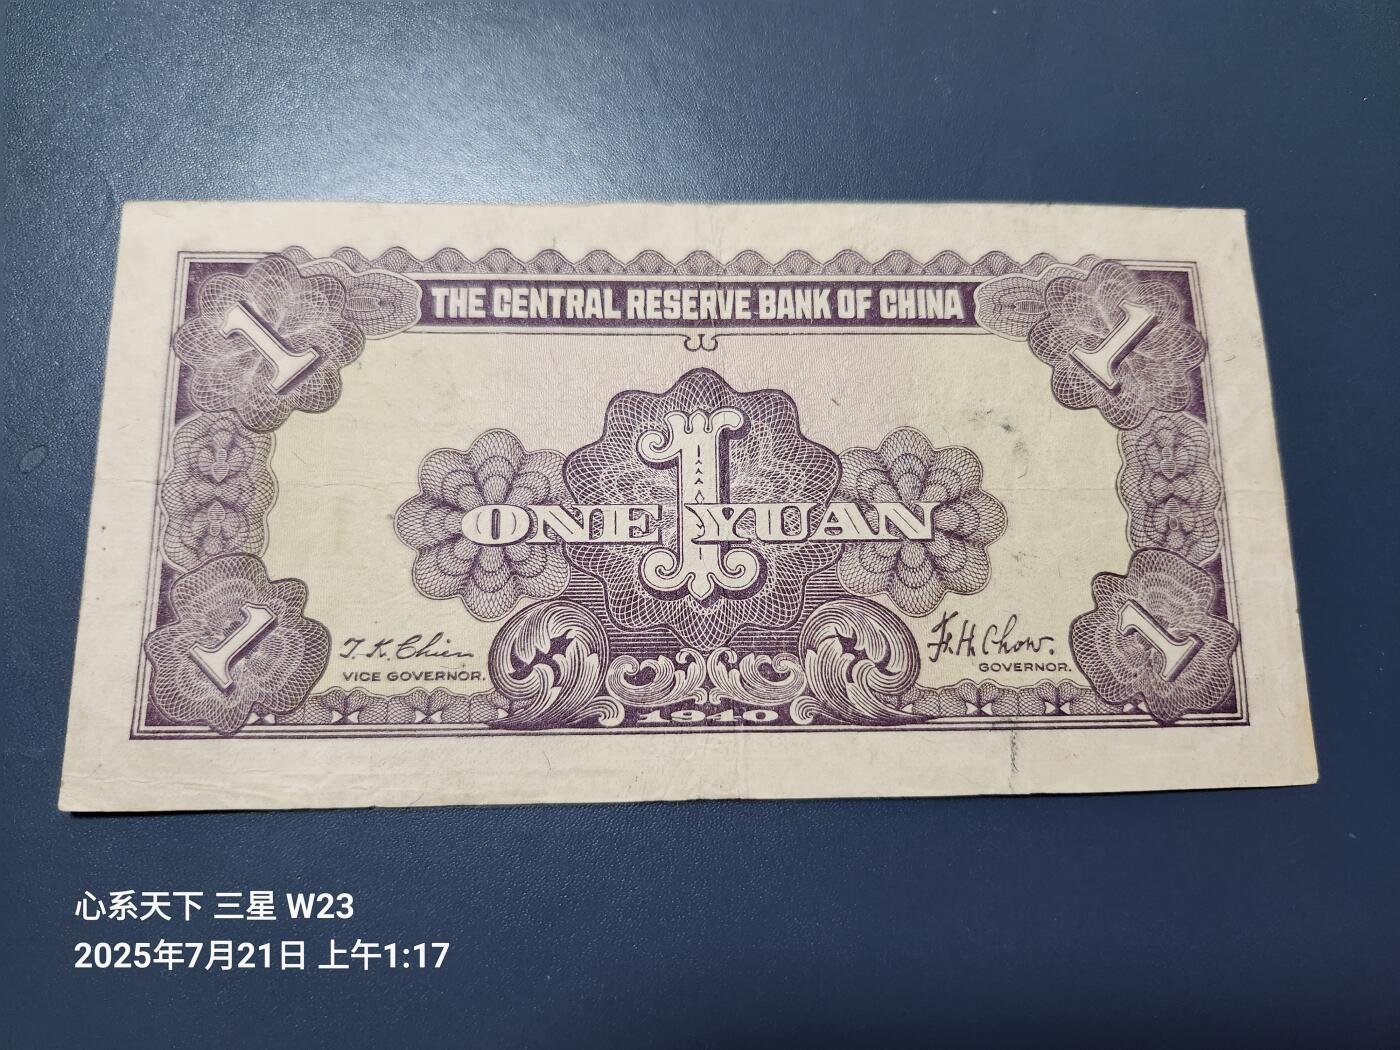 1 THE CENTRAL RESERVE BANK OF CHINA 1
1
ONE YUAN
T. K. Chien
Fr. H. Chow.
1 VICE GOVERNOR. GOVERNOR. 1
1940
心系天下 三星 W23
2025年7月21日 上午1:17